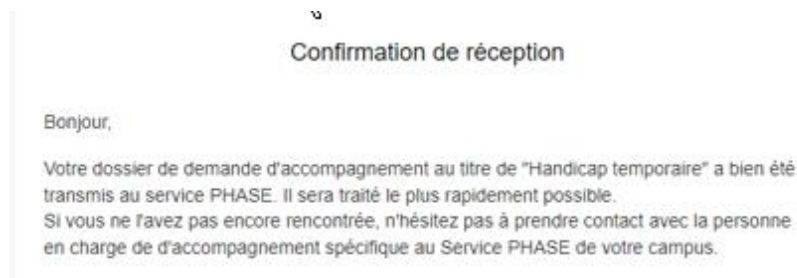 Confirmation de réception
Bonjour,
Votre dossier de demande d'accompagnement au titre de "Handicap temporaire" a bien été
transmis au service PHASE. Il sera traité le plus rapidement possible.
Si vous ne l'avez pas encore rencontrée, n'hésitez pas à prendre contact avec la personne
en charge de d'accompagnement spécifique au Service PHASE de votre campus.